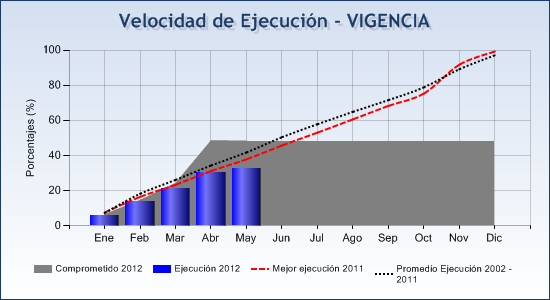 Velocidad de Ejecución - VIGENCIA
Porcentajes (%)
100
80
60
40
20
0
Ene Feb Mar Abr May Jun Jul Ago Sep Oct Nov Dic
Comprometido 2012 Ejecución 2012 Mejor ejecución 2011 Promedio Ejecución 2002 -
2011